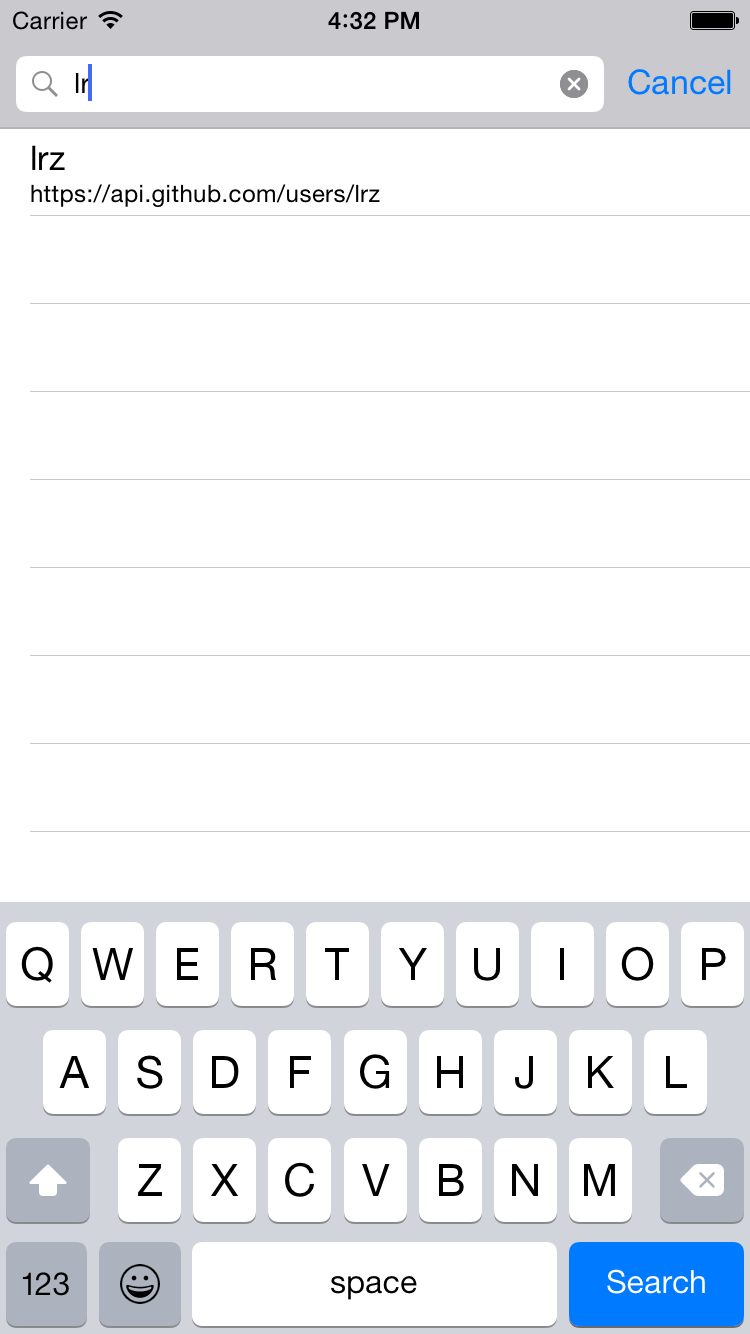 Carrier 4:32 PM
lr Cancel
lrz
https://api.github.com/users/lrz
Q W E R T Y U I O P
A S D F G H J K L
Z X C V B N M
123 space Search